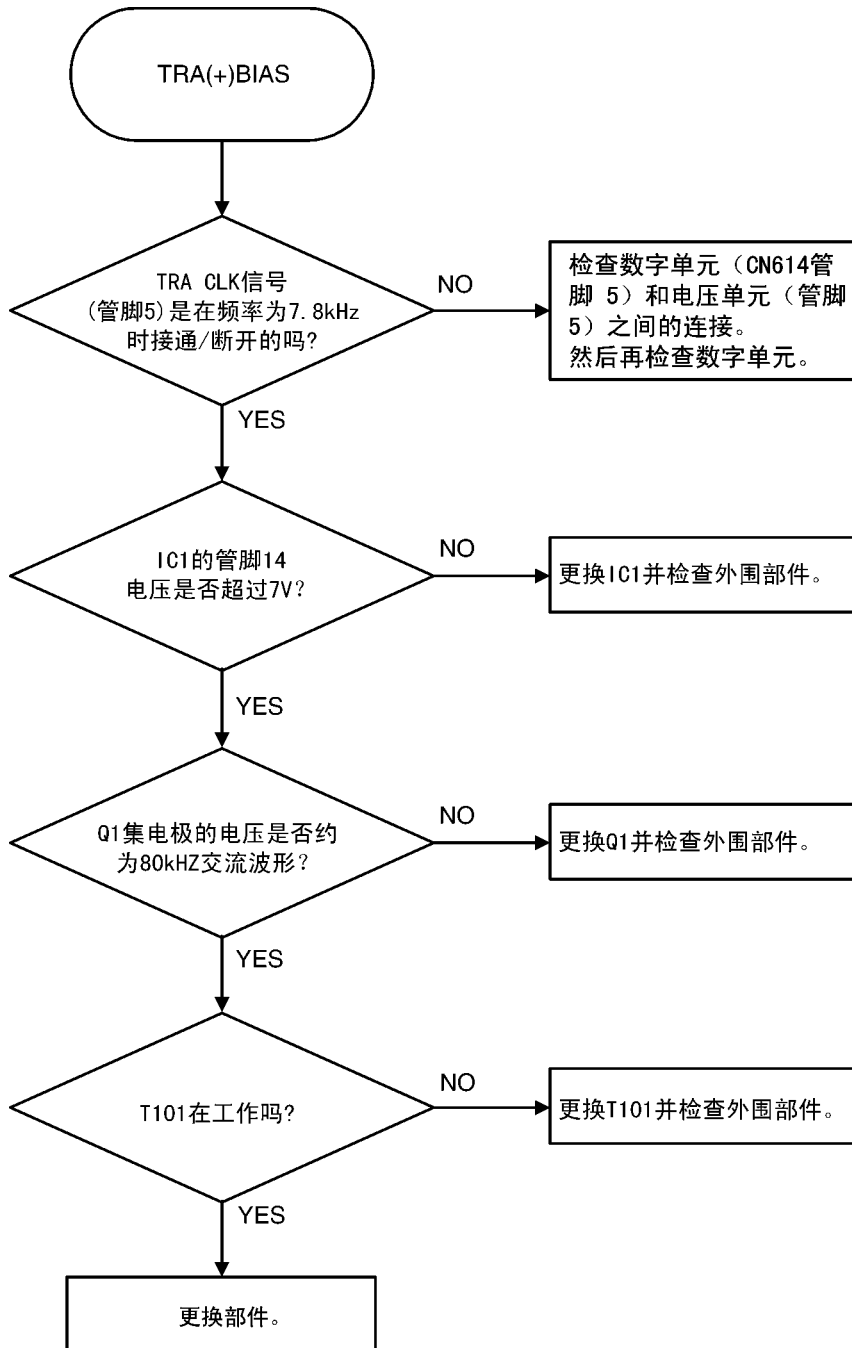 TRA(+)BIAS
TRA CLK信号
(管脚5)是在频率为7.8kHz
时接通/断开的吗?
NO
检查数字单元（CN614管
脚 5）和电压单元（管脚
5）之间的连接。
然后再检查数字单元。
YES
IC1的管脚14
电压是否超过7V?
NO
更换IC1并检查外围部件。
YES
Q1集电极的电压是否约
为80kHZ交流波形?
NO
更换Q1并检查外围部件。
YES
T101在工作吗?
NO
更换T101并检查外围部件。
YES
更换部件。